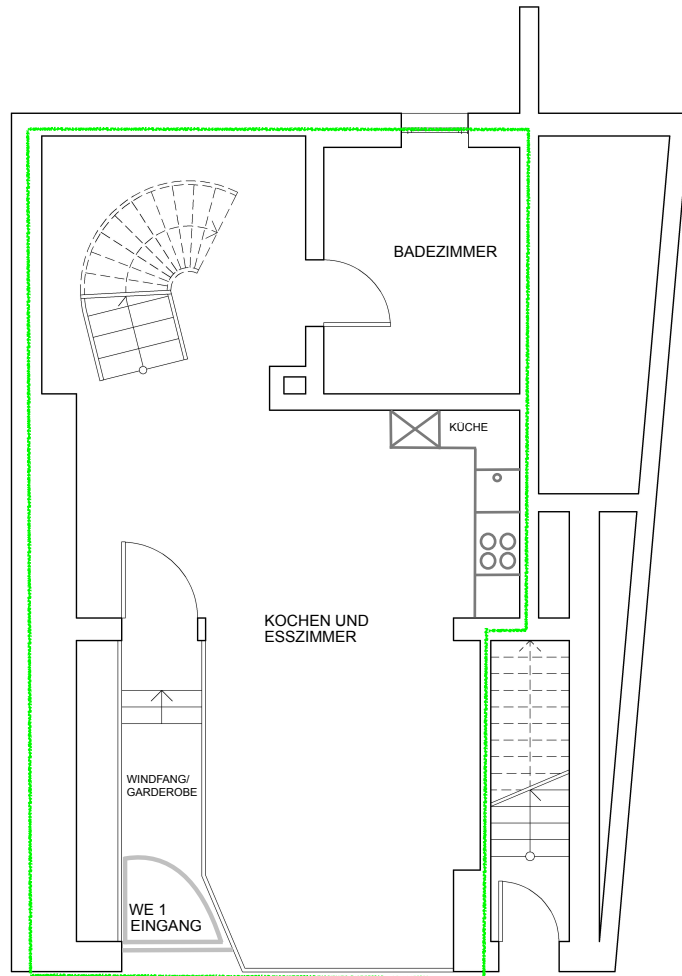 BADEZIMMER
KÜCHE
KOCHEN UND
ESSZIMMER
WINDFANG/
GARDEROBE
WE 1
EINGANG